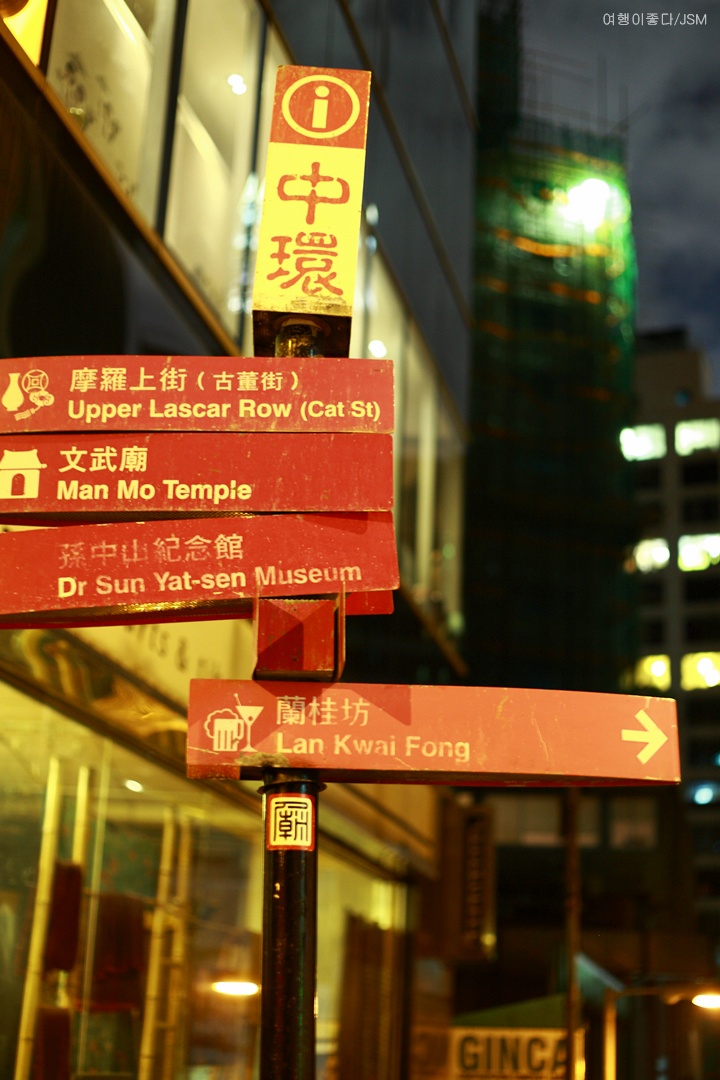 여행이좋다/JSM
i
中
環
摩羅上街(古董街)
Upper Lascar Row (Cat St)
文武廟
Man Mo Temple
孫中山紀念館
Dr Sun Yat-sen Museum
蘭桂坊
Lan Kwai Fong
GINCA